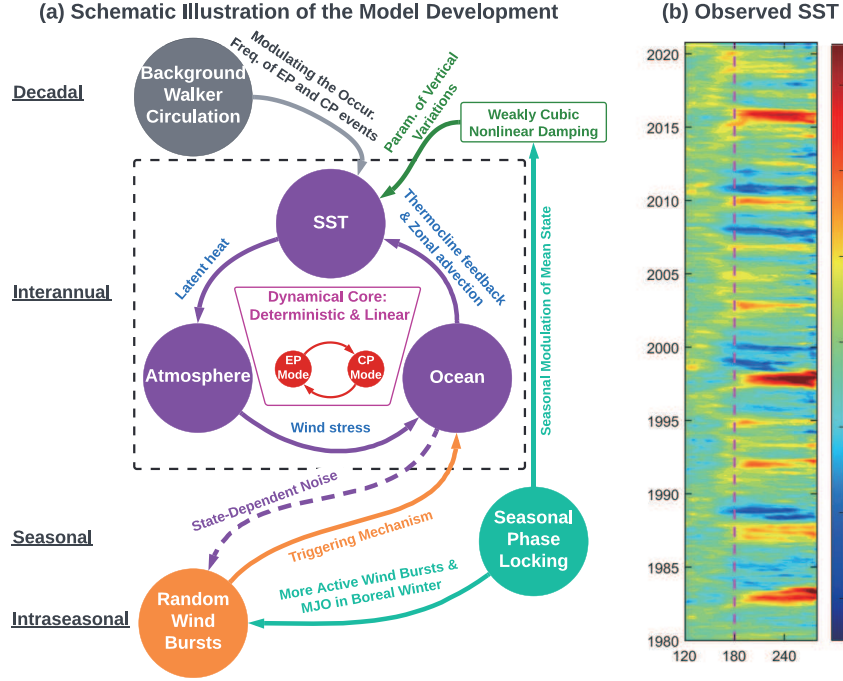 (a) Schematic Illustration of the Model Development
(b) Observed SST
Decadal
Background
Walker
Circulation
Modulating the Occur.
Freq. of EP and CP events
Param. of Vertical
Variations
Weakly Cubic
Nonlinear Damping
Interannual
SST
Latent heat
Thermocline feedback
& Zonal advection
Dynamical Core:
Deterministic & Linear
EP
Mode
CP
Mode
Atmosphere
Ocean
Wind stress
Seasonal Modulation of Mean State
State-Dependent Noise
Triggering Mechanism
Seasonal
Seasonal
Phase
Locking
More Active Wind Bursts &
MJO in Boreal Winter
Intraseasonal
Random
Wind
Bursts
2020
2015
2010
2005
2000
1995
1990
1985
1980
120 180 240